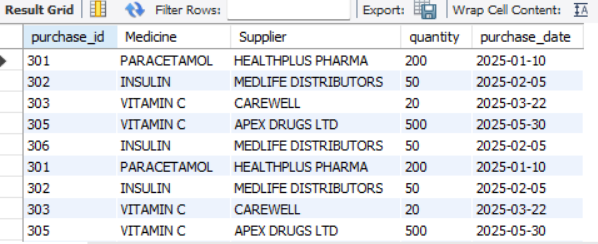 Result Grid Filter Rows: Export: Wrap Cell Content: IA
purchase_id Medicine Supplier quantity purchase_date
301 PARACETAMOL HEALTHPLUS PHARMA 200 2025-01-10
302 INSULIN MEDLIFE DISTRIBUTORS 50 2025-02-05
303 VITAMIN C CAREWELL 20 2025-03-22
305 VITAMIN C APEX DRUGS LTD 500 2025-05-30
306 INSULIN MEDLIFE DISTRIBUTORS 50 2025-02-05
301 PARACETAMOL HEALTHPLUS PHARMA 200 2025-01-10
302 INSULIN MEDLIFE DISTRIBUTORS 50 2025-02-05
303 VITAMIN C CAREWELL 20 2025-03-22
305 VITAMIN C APEX DRUGS LTD 500 2025-05-30